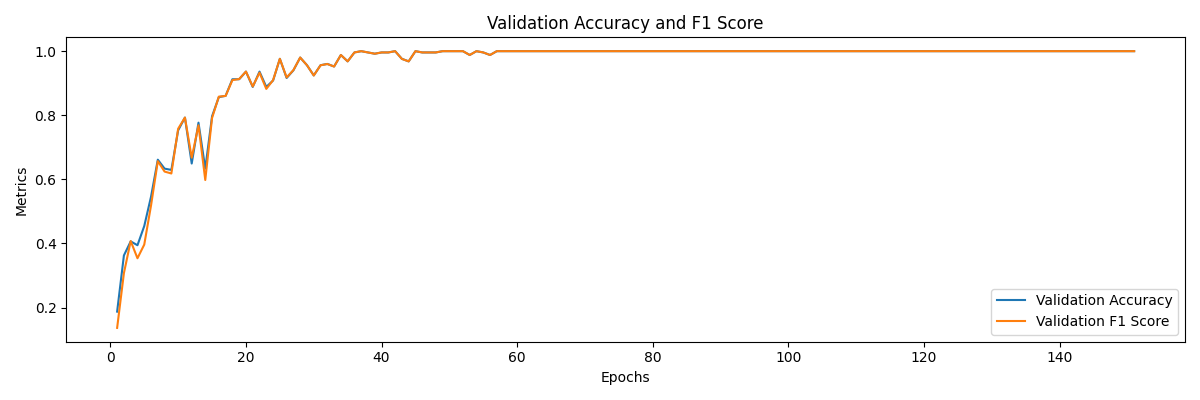 Validation Accuracy and F1 Score
1.0
0.8
0.6
0.4
0.2
Metrics
0 20 40 60 80 100 120 140
Epochs
Validation Accuracy
Validation F1 Score